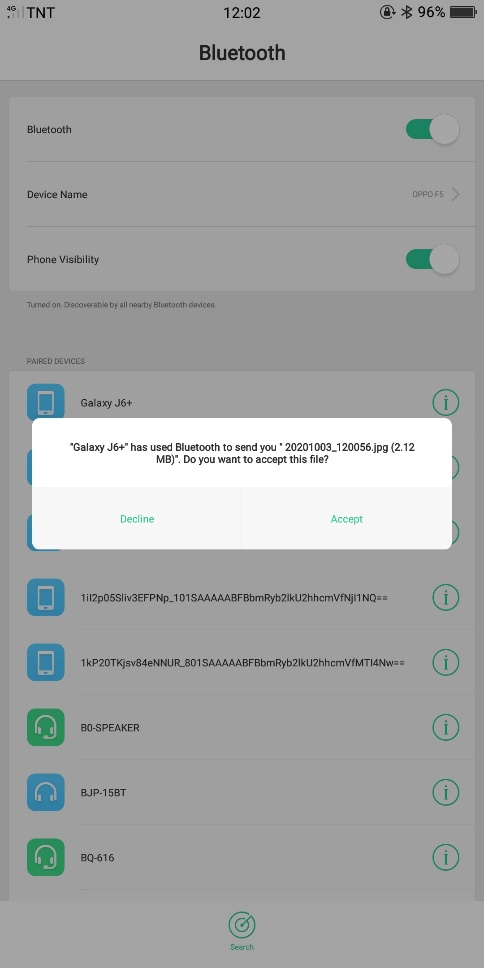 4G TNT 12:02 96%
Bluetooth
Bluetooth
Device Name OPPO F5
Phone Visibility
Turned on. Discoverable by all nearby Bluetooth devices.
PAIRED DEVICES
Galaxy J6+
"Galaxy J6+" has used Bluetooth to send you " 20201003_120056.jpg (2.12
MB)". Do you want to accept this file?
Decline Accept
1iI2p05Sliv3EFPNp_101SAAAAABFBbmRyb2lkU2hhcmVfNjI1NQ==
1kP20TKjsv84eNNUR_801SAAAAABFBbmRyb2lkU2hhcmVfMTI4Nw==
B0-SPEAKER
BJP-15BT
BQ-616
Search